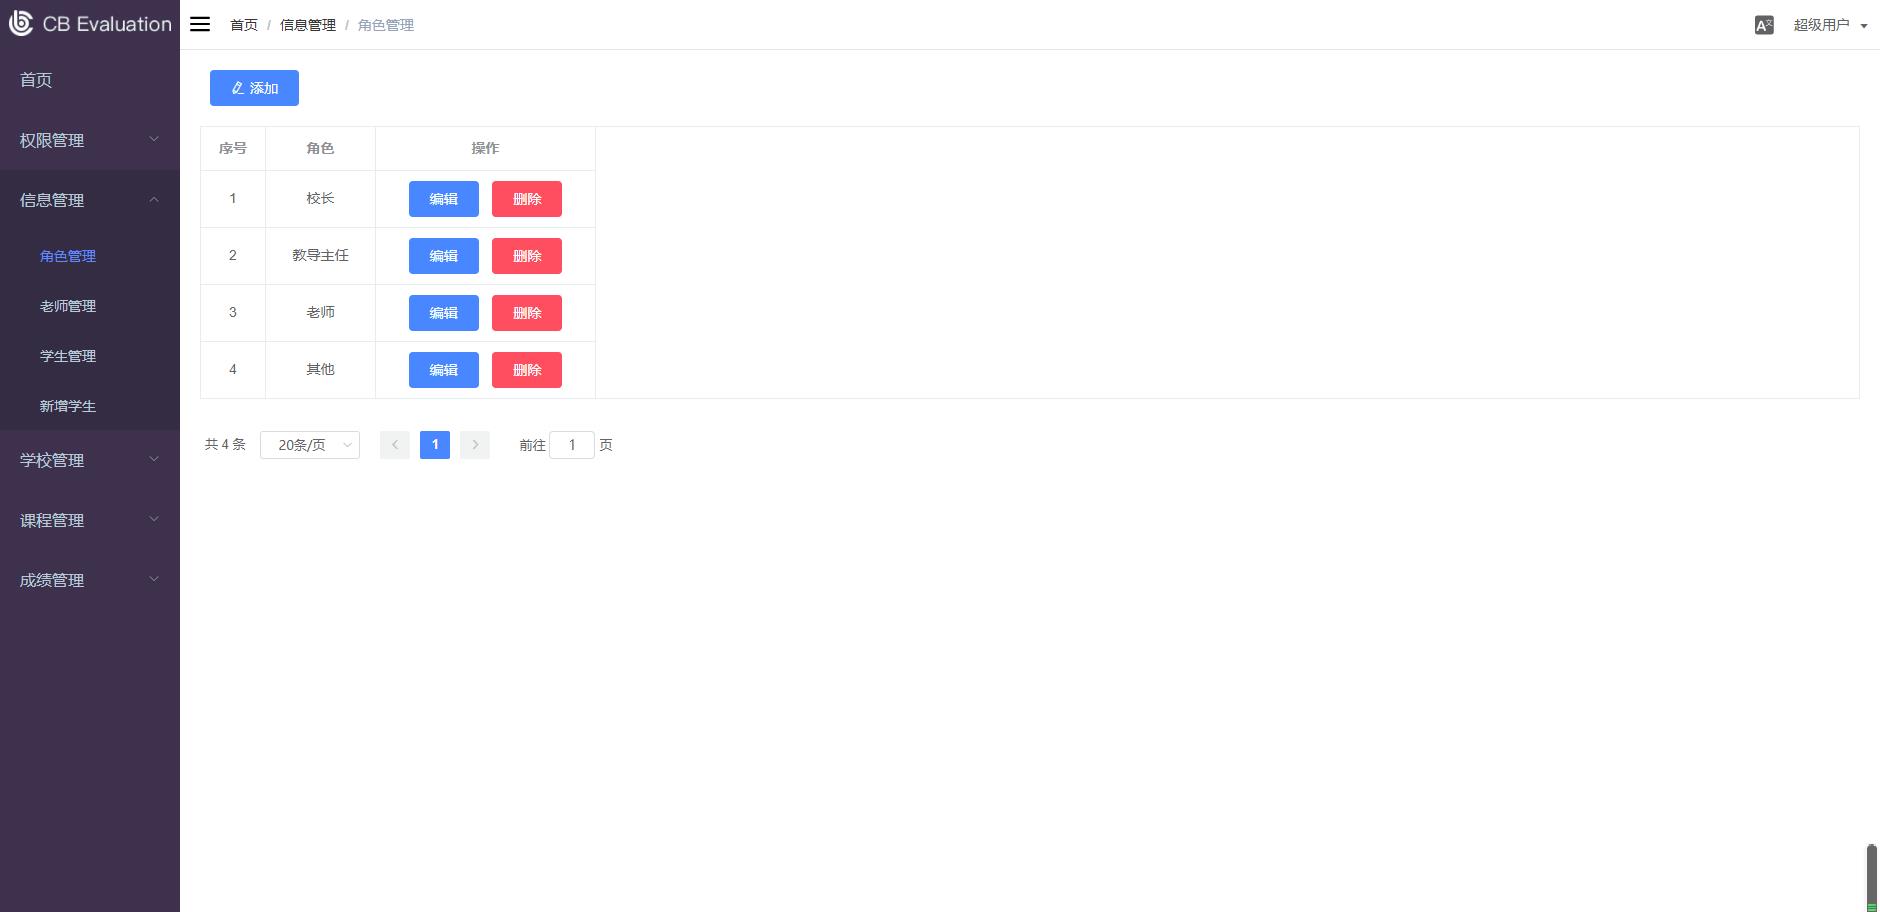 CB Evaluation
首页 / 信息管理 / 角色管理
A文
超级用户
首页
权限管理
信息管理
角色管理
老师管理
学生管理
新增学生
学校管理
课程管理
成绩管理
添加
序号 角色 操作
1 校长 编辑 删除
2 教导主任 编辑 删除
3 老师 编辑 删除
4 其他 编辑 删除
共 4 条 20条/页 1 前往 1 页